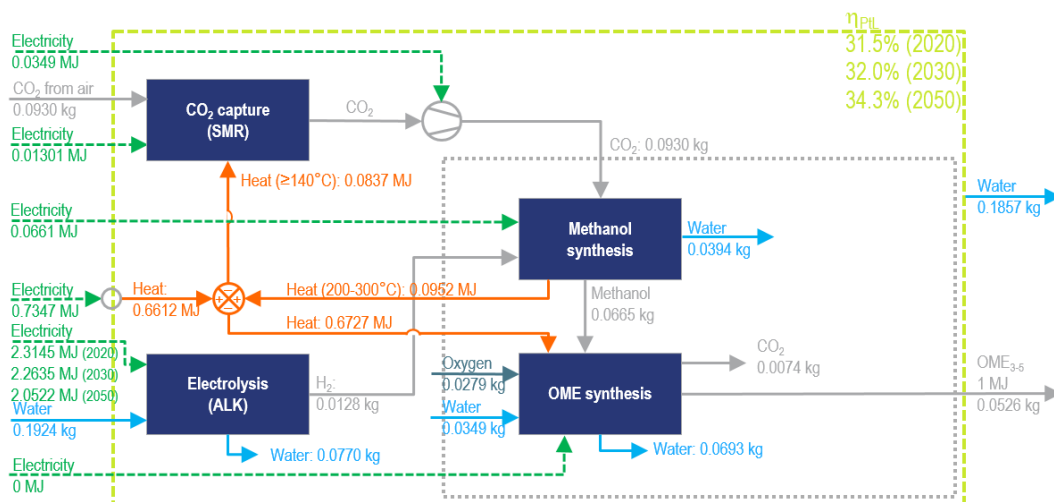 Electricity
0.0349 MJ
CO₂ from air
0.0930 kg
Electricity
0.01301 MJ
CO₂ capture
(SMR)
CO₂
CO₂: 0.0930 kg
ηPtL
31.5% (2020)
32.0% (2030)
34.3% (2050)
Heat (≥140°C): 0.0837 MJ
Electricity
0.0661 MJ
Methanol
synthesis
Water
0.0394 kg
Water
0.1857 kg
Electricity
0.7347 MJ
Heat:
0.6612 MJ
Heat (200-300°C): 0.0952 MJ
Methanol
0.0665 kg
Heat: 0.6727 MJ
Electricity
2.3145 MJ (2020)
2.2635 MJ (2030)
2.0522 MJ (2050)
Water
0.1924 kg
Electrolysis
(ALK)
H₂:
0.0128 kg
Water: 0.0770 kg
Oxygen
0.0279 kg
Water
0.0349 kg
OME synthesis
CO₂
0.0074 kg
OME₃₋₅
1 MJ
0.0526 kg
Water: 0.0693 kg
Electricity
0 MJ